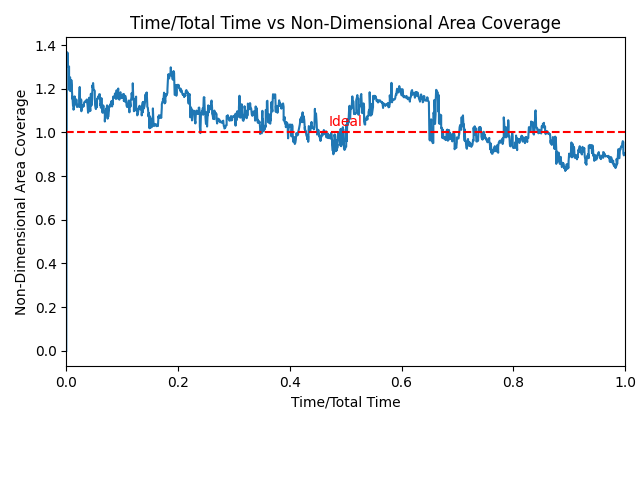 Time/Total Time vs Non-Dimensional Area Coverage
Non-Dimensional Area Coverage
1.4
1.2
1.0
0.8
0.6
0.4
0.2
0.0
Ideal
0.0 0.2 0.4 0.6 0.8 1.0
Time/Total Time